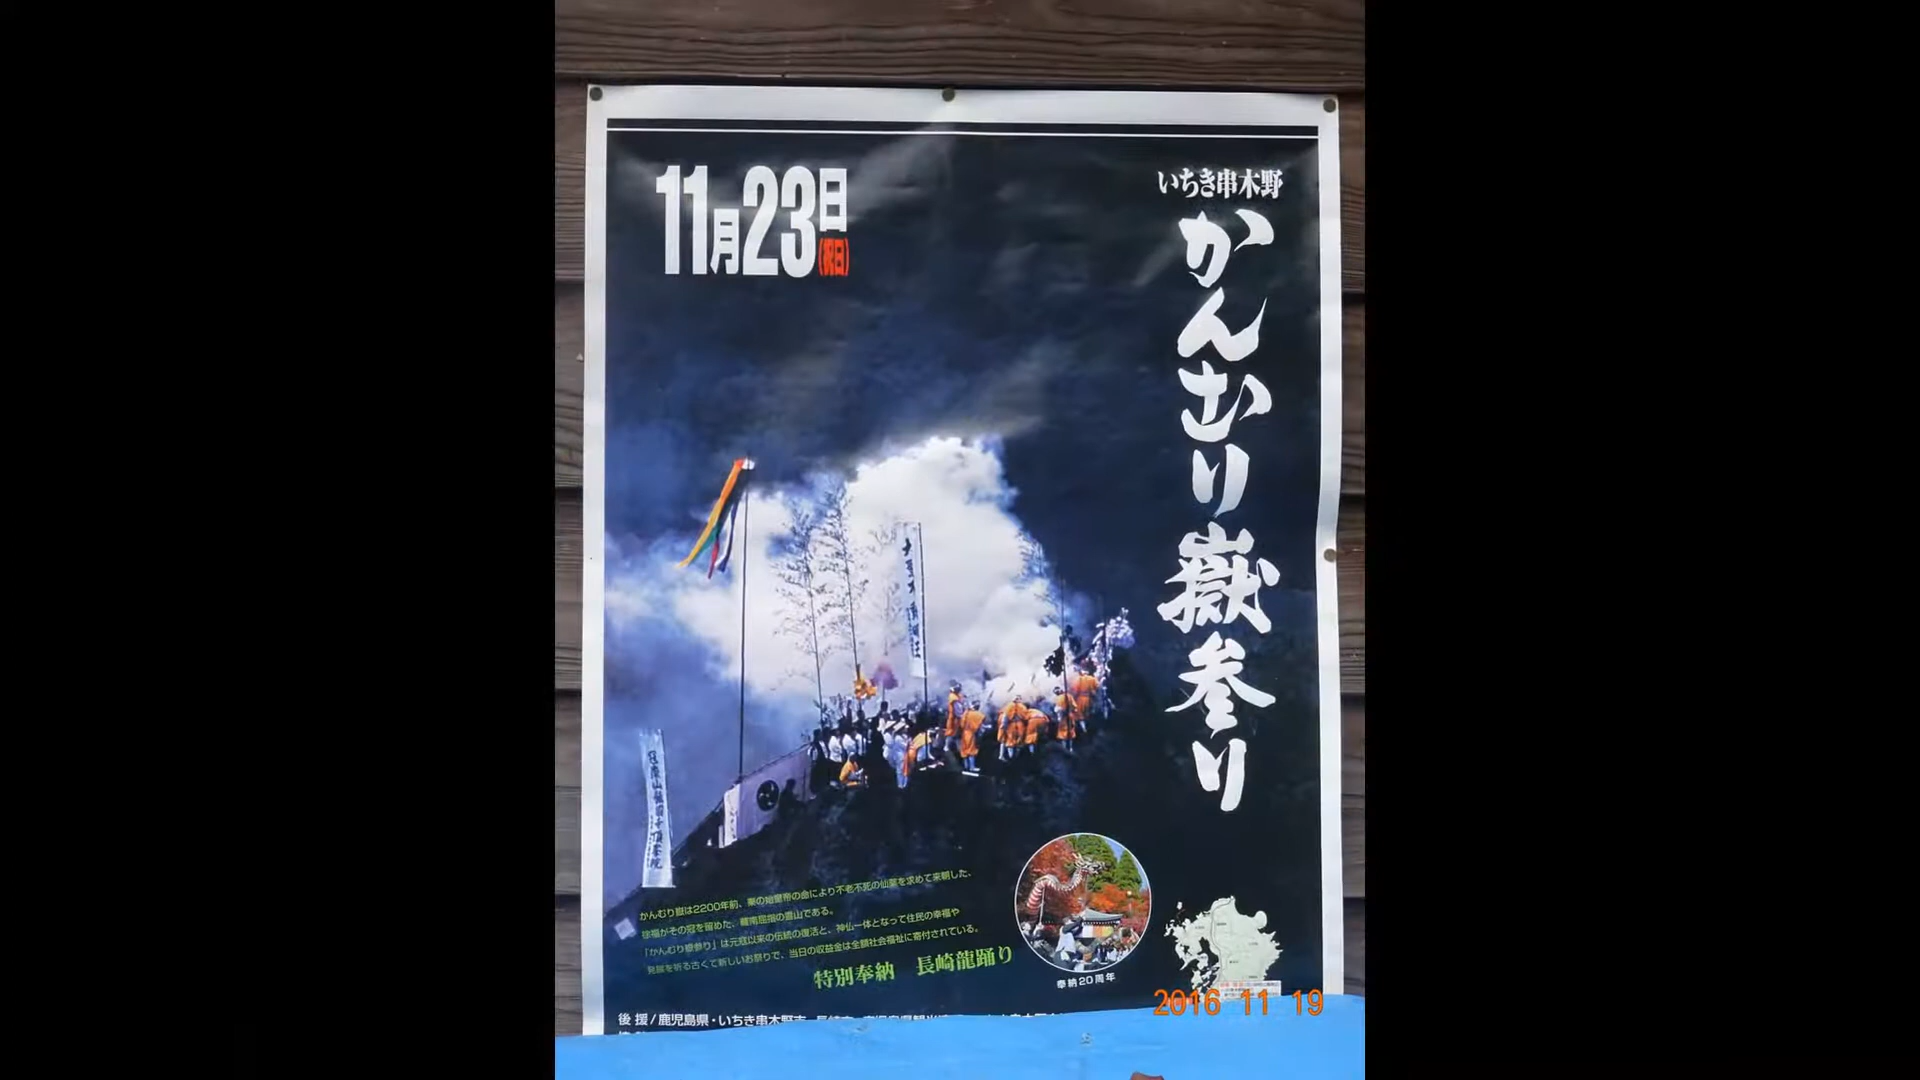 11月23日(祝日)
いちき串木野
かんむり嶽参り
かんむり嶽は2200年前、秦の始皇帝の命により不老不死の仙薬を求めて来朝した、
徐福がその冠を留めた、薩南屈指の霊山である。
「かんむり嶽参り」は元寇以来の伝統の復活と、神仏一体となって住民の幸福や
発展を祈る古くて新しいお祭りで、当日の収益金は全額社会福祉に寄付されている。
特別奉納 長崎龍踊り
奉納20周年
後援/鹿児島県・いちき串木野市
2016 11 19